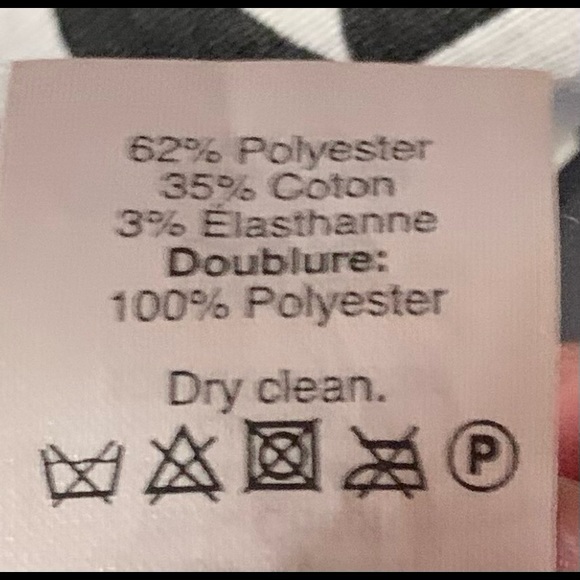 62% Polyester
35% Coton
3% Élasthanne
Doublure:
100% Polyester
Dry clean.
P